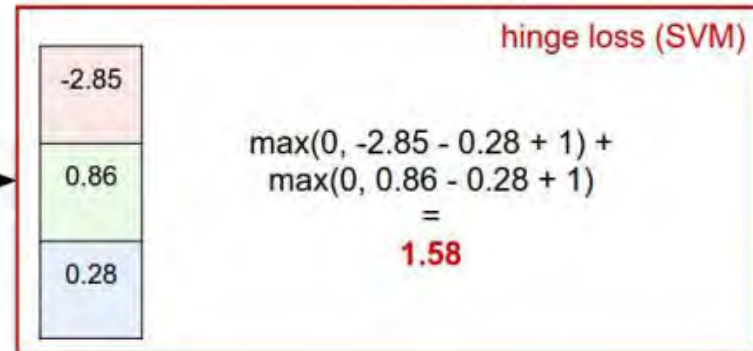 hinge loss (SVM)
-2.85
0.86
0.28
max(0, -2.85 - 0.28 + 1) +
max(0, 0.86 - 0.28 + 1)
=
1.58